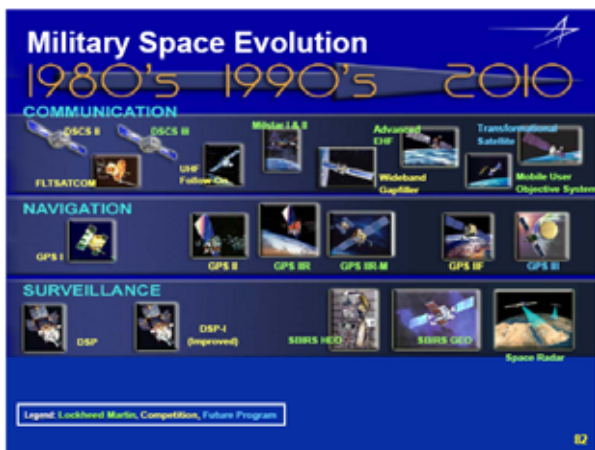 Military Space Evolution
1980's 1990's 2010
COMMUNICATION
DSCS II
DSCS III
Milstar I & II
Advanced
EHF
Transformational
Satellite
FLTSATCOM
UHF
Follow-On
Wideband
Gapfiller
Mobile User
Objective System
NAVIGATION
GPS I
GPS II
GPS IIR
GPS IIR-M
GPS IIF
GPS III
SURVEILLANCE
DSP
DSP-I
(Improved)
SBIRS HEO
SBIRS GEO
Space Radar
Legend: Lockheed Martin, Competition, Future Program
82